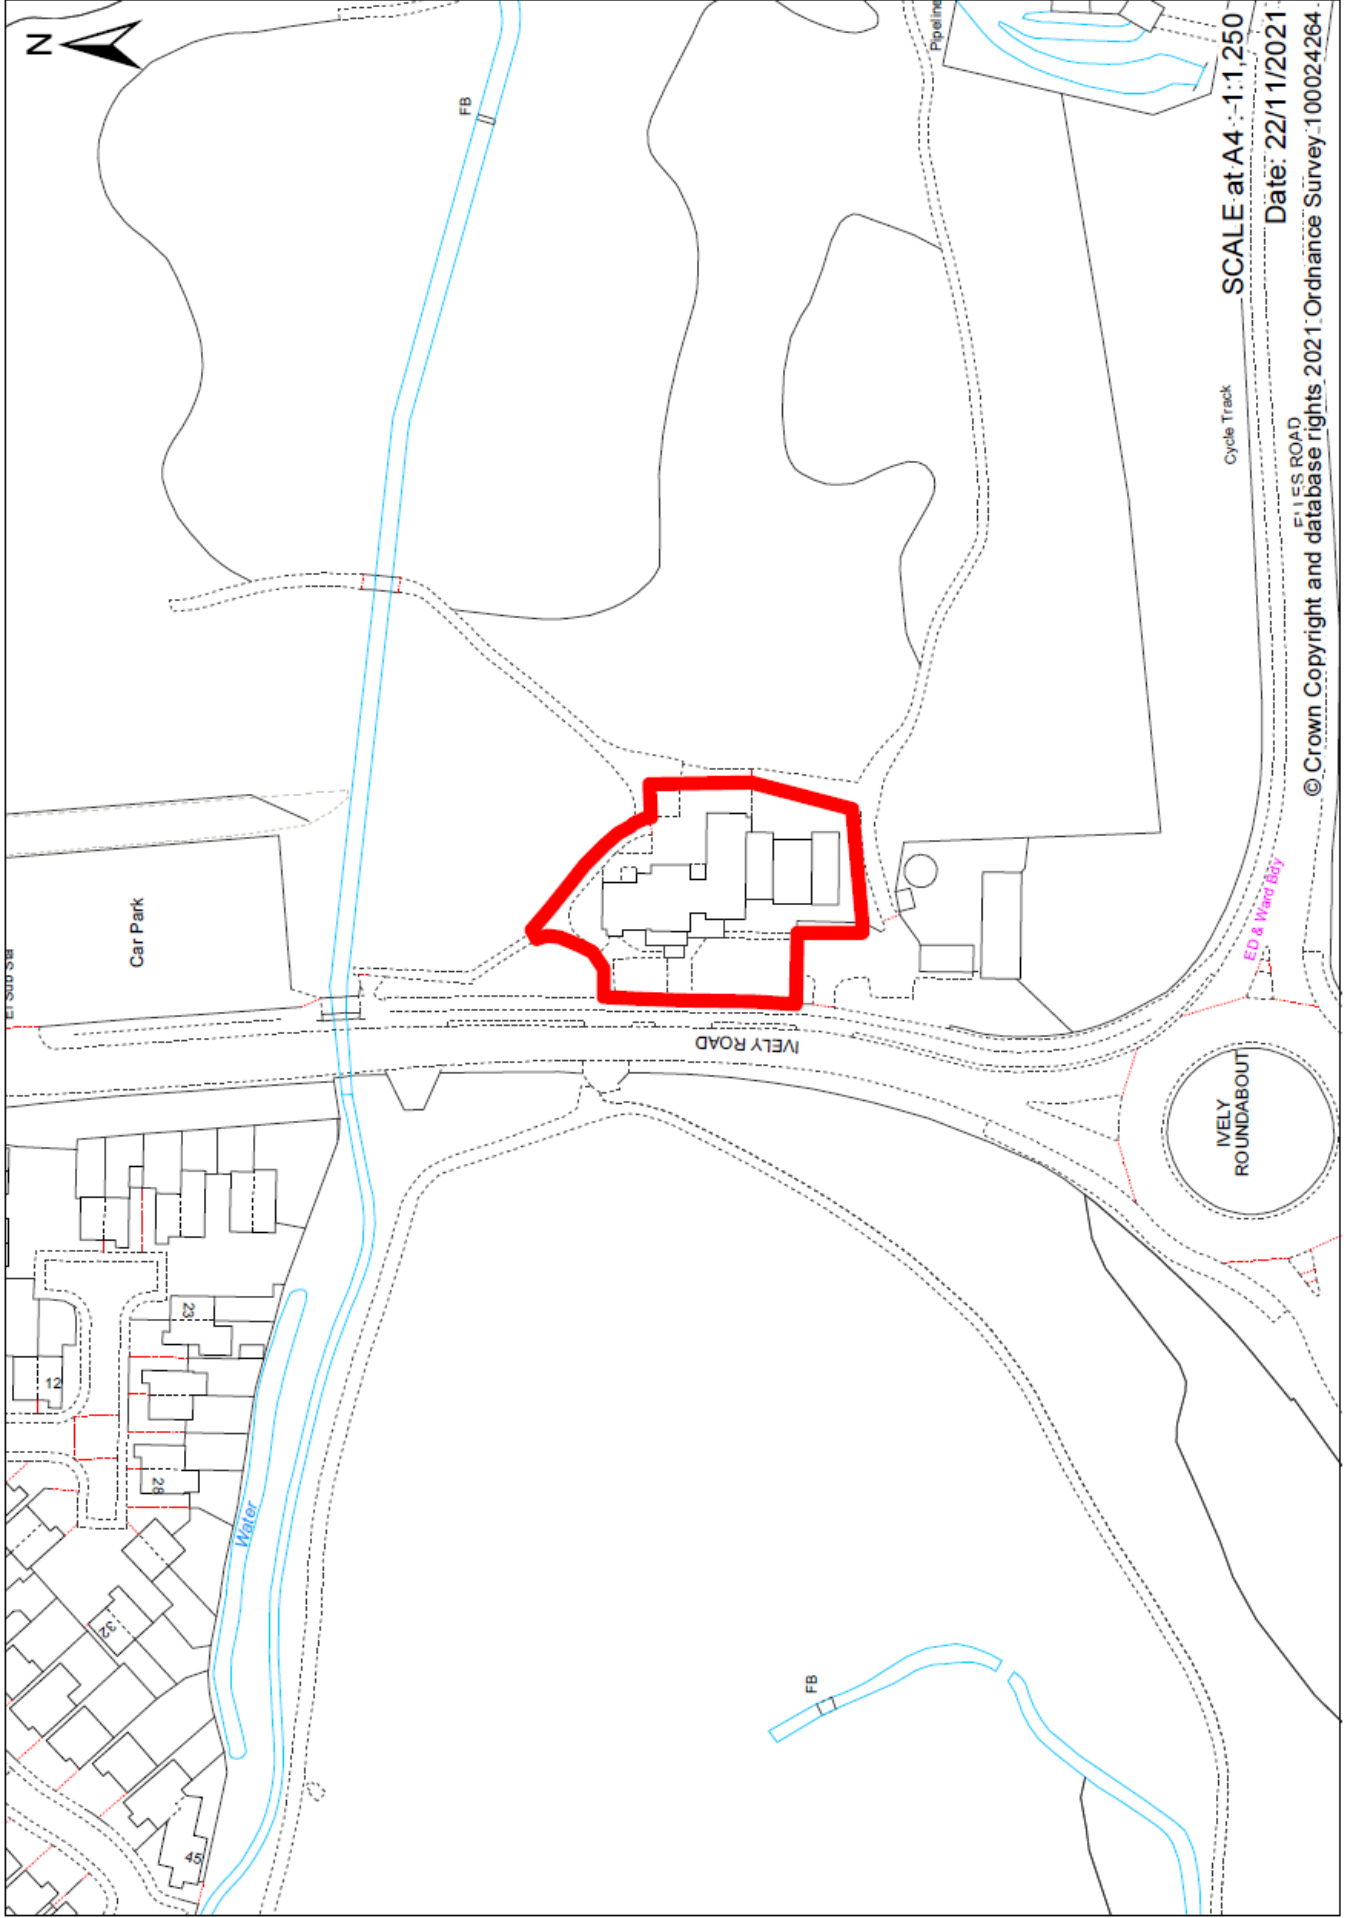 N
FB
Pipeline
SCALE at A4 :-1:1,250
Date: 22/11/2021
© Crown Copyright and database rights 2021 Ordnance Survey 100024264
Cycle Track
ROAD
Car Park
ED & Ward Bdy
IVELY ROAD
IVELY
ROUNDABOUT
23
12
28
Water
32
FB
45